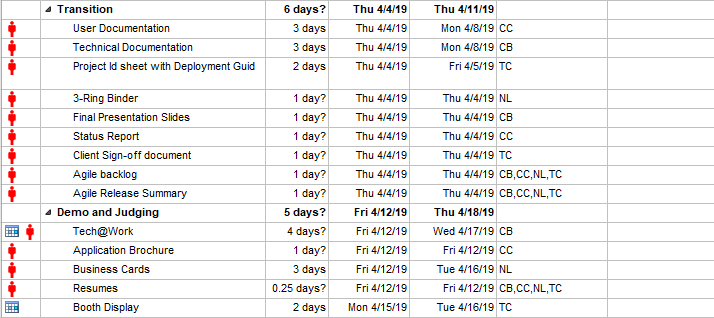 Transition 6 days? Thu 4/4/19 Thu 4/11/19
User Documentation 3 days Thu 4/4/19 Mon 4/8/19 CC
Technical Documentation 3 days Thu 4/4/19 Mon 4/8/19 CB
Project Id sheet with Deployment Guid 2 days Thu 4/4/19 Fri 4/5/19 TC
3-Ring Binder 1 day? Thu 4/4/19 Thu 4/4/19 NL
Final Presentation Slides 1 day? Thu 4/4/19 Thu 4/4/19 CB
Status Report 1 day? Thu 4/4/19 Thu 4/4/19 CC
Client Sign-off document 1 day? Thu 4/4/19 Thu 4/4/19 TC
Agile backlog 1 day? Thu 4/4/19 Thu 4/4/19 CB,CC,NL,TC
Agile Release Summary 1 day? Thu 4/4/19 Thu 4/4/19 CB,CC,NL,TC
Demo and Judging 5 days? Fri 4/12/19 Thu 4/18/19
Tech@Work 4 days? Fri 4/12/19 Wed 4/17/19 CB
Application Brochure 1 day? Fri 4/12/19 Fri 4/12/19 CC
Business Cards 3 days Fri 4/12/19 Tue 4/16/19 NL
Resumes 0.25 days? Fri 4/12/19 Fri 4/12/19 CB,CC,NL,TC
Booth Display 2 days Mon 4/15/19 Tue 4/16/19 TC